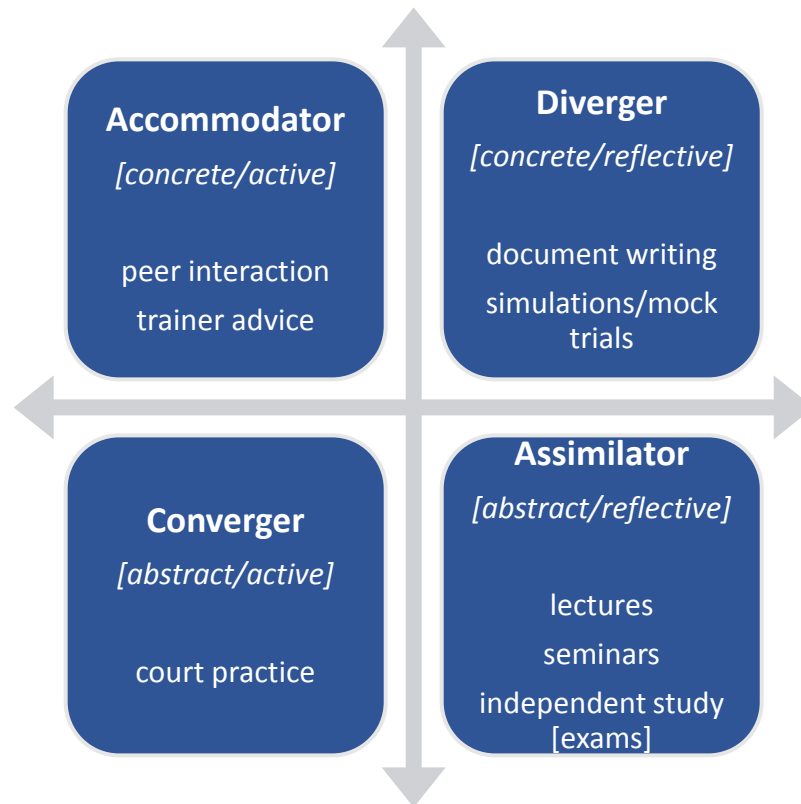 Accommodator
[concrete/active]
peer interaction
trainer advice
Diverger
[concrete/reflective]
document writing
simulations/mock
trials
Converger
[abstract/active]
court practice
Assimilator
[abstract/reflective]
lectures
seminars
independent study
[exams]